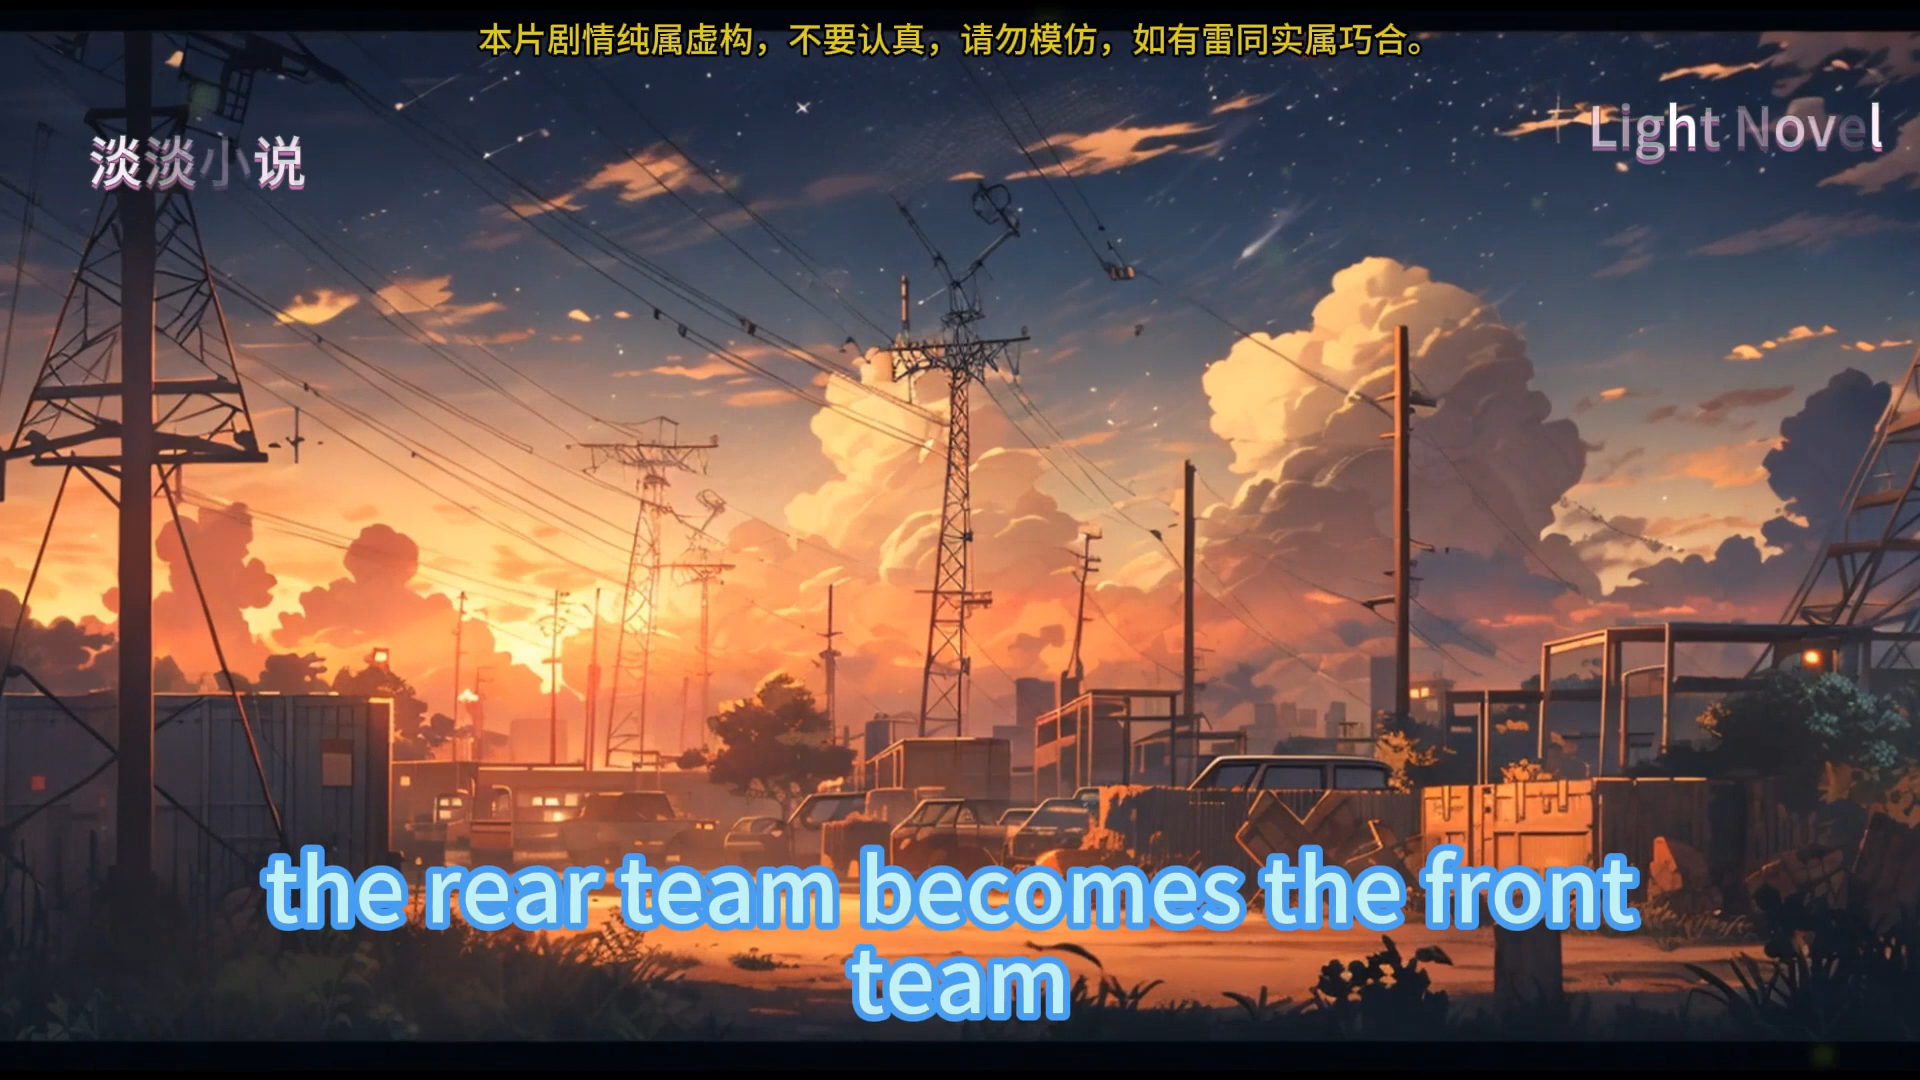 本片剧情纯属虚构，不要认真，请勿模仿，如有雷同实属巧合。
淡淡小说
Light Novel
the rear team becomes the front
team